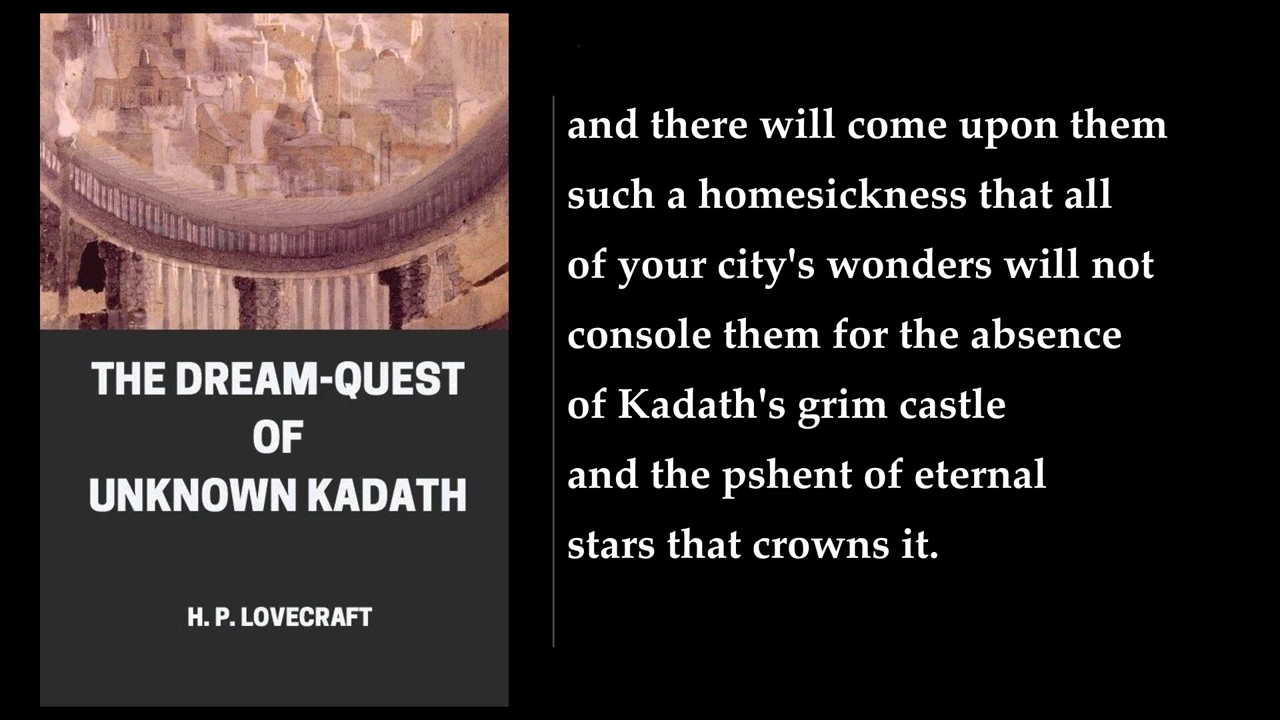 THE DREAM-QUEST
OF
UNKNOWN KADATH
H. P. LOVECRAFT
and there will come upon them
such a homesickness that all
of your city's wonders will not
console them for the absence
of Kadath's grim castle
and the pshent of eternal
stars that crowns it.